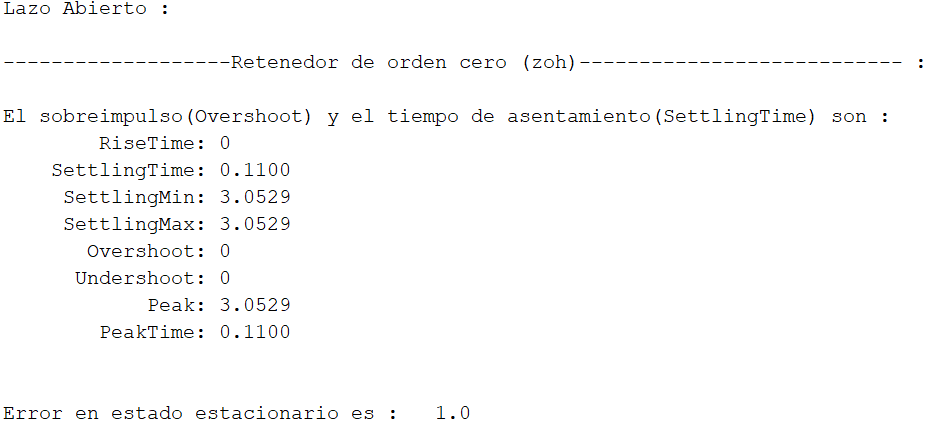 Lazo Abierto :
-------------------Retenedor de orden cero (zoh)--------------------------- :
El sobreimpulso(Overshoot) y el tiempo de asentamiento(SettlingTime) son :
RiseTime: 0
SettlingTime: 0.1100
SettlingMin: 3.0529
SettlingMax: 3.0529
Overshoot: 0
Undershoot: 0
Peak: 3.0529
PeakTime: 0.1100
Error en estado estacionario es :   1.0